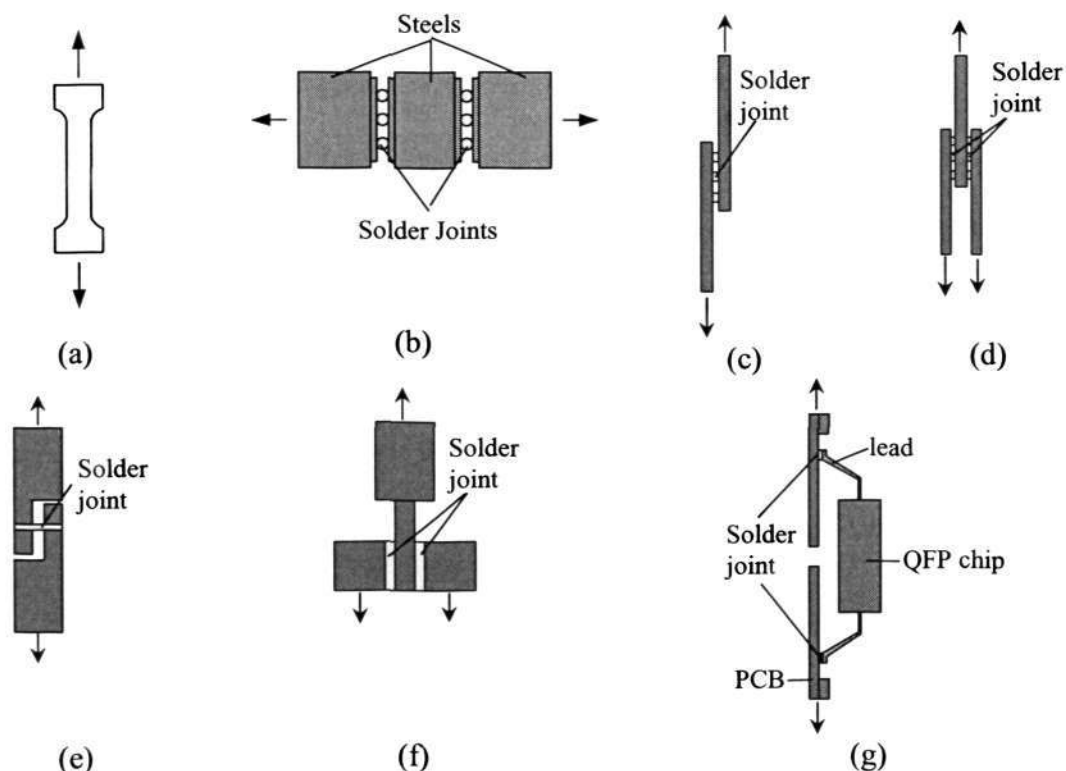 Steels
Solder Joints
(a)
(b)
Solder
joint
(c)
Solder
joint
(d)
Solder
joint
(e)
Solder
joint
(f)
lead
Solder
joint
QFP chip
PCB
(g)